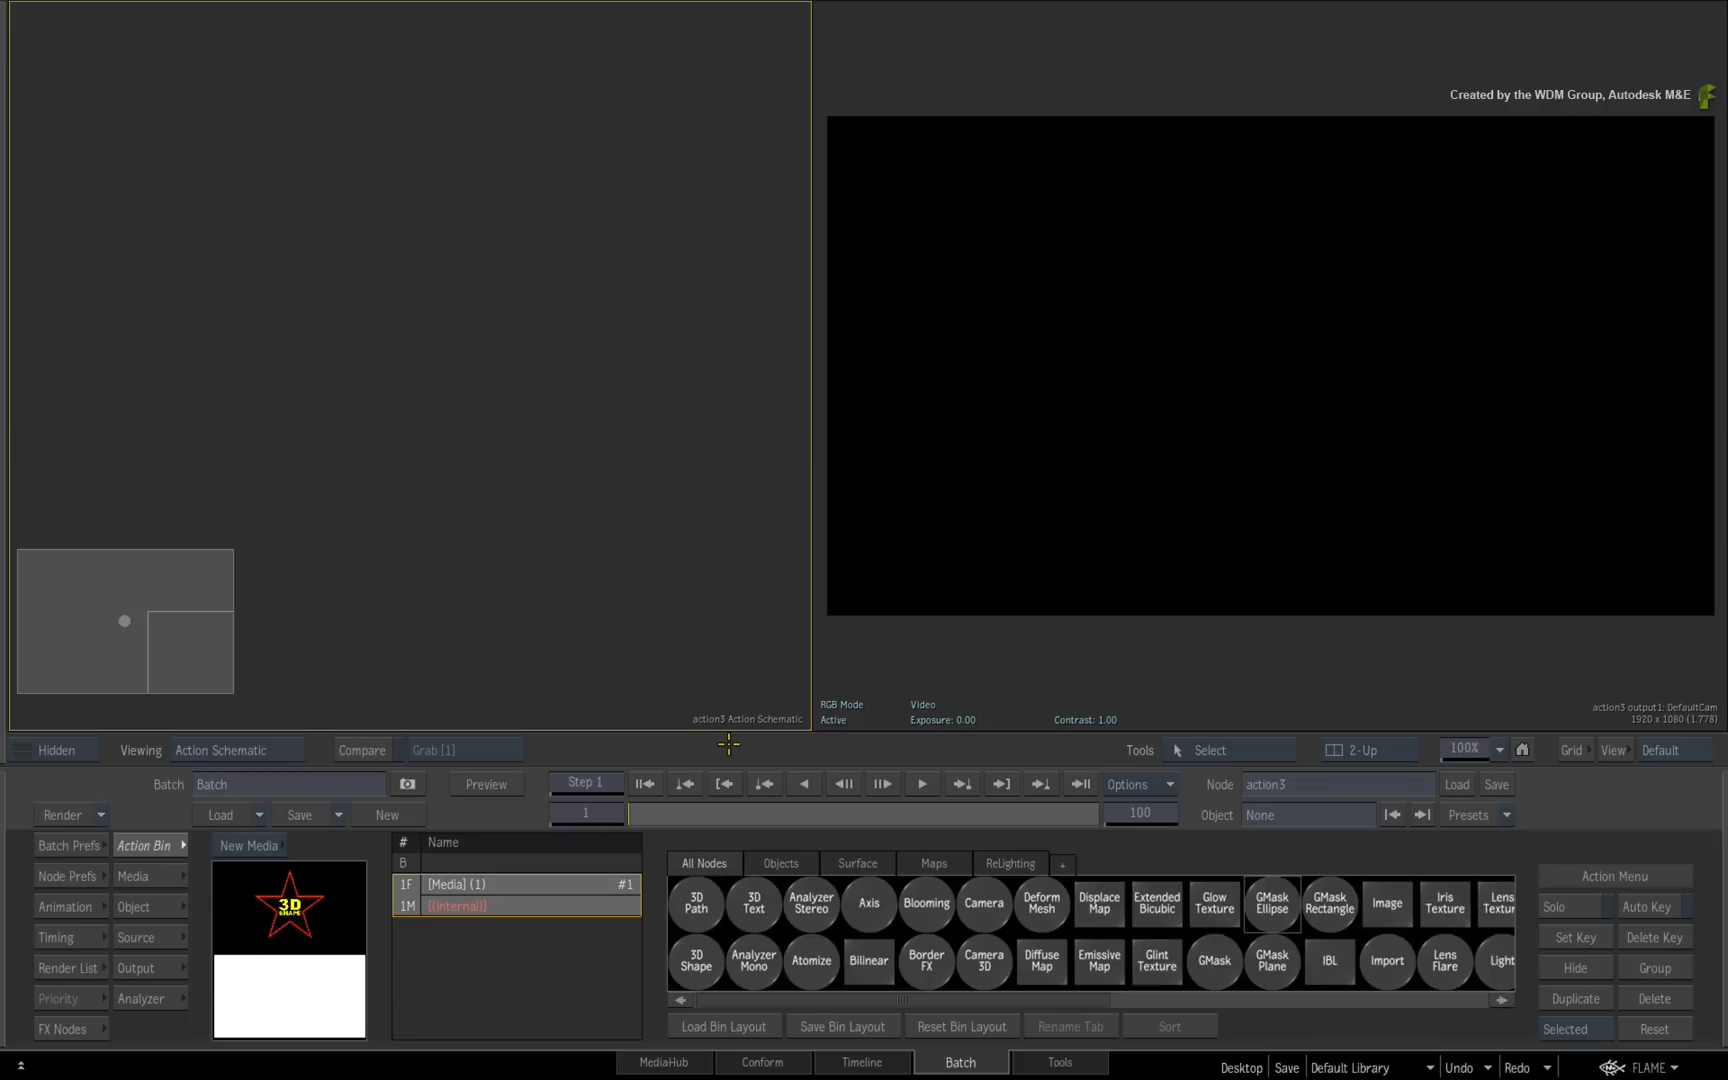 Created by the WDM Group, Autodesk M&E
action3 Action Schematic
RGB Mode Video
Active Exposure: 0.00 Contrast: 1.00
action3 output1: DefaultCam
1920 x 1080 (1.778)
Hidden Viewing Action Schematic Compare Grab [1] Tools Select 2-Up 100% Grid View Default
Batch Batch Preview Step 1 Options Node action3 Load Save
Render Load Save New 1 100 Object None Presets
Batch Prefs Action Bin New Media # Name
B
Node Prefs Media 1F [Media] (1) #1
Animation Object 1M [(Internal)]
Timing Source
Render List Output
Priority Analyzer
FX Nodes
3D
SHAPE
All Nodes Objects Surface Maps ReLighting +
3D Path
3D Text
Analyzer Stereo
Axis
Blooming
Camera
Deform Mesh
Displace Map
Extended Bicubic
Glow Texture
GMask Ellipse
GMask Rectangle
Image
Iris Texture
Lens Textur
3D Shape
Analyzer Mono
Atomize
Bilinear
Border FX
Camera 3D
Diffuse Map
Emissive Map
Glint Texture
GMask
GMask Plane
IBL
Import
Lens Flare
Light
Load Bin Layout Save Bin Layout Reset Bin Layout Rename Tab Sort
Action Menu
Solo Auto Key
Set Key Delete Key
Hide Group
Duplicate Delete
Selected Reset
MediaHub Conform Timeline Batch Tools
Desktop Save Default Library Undo Redo FLAME